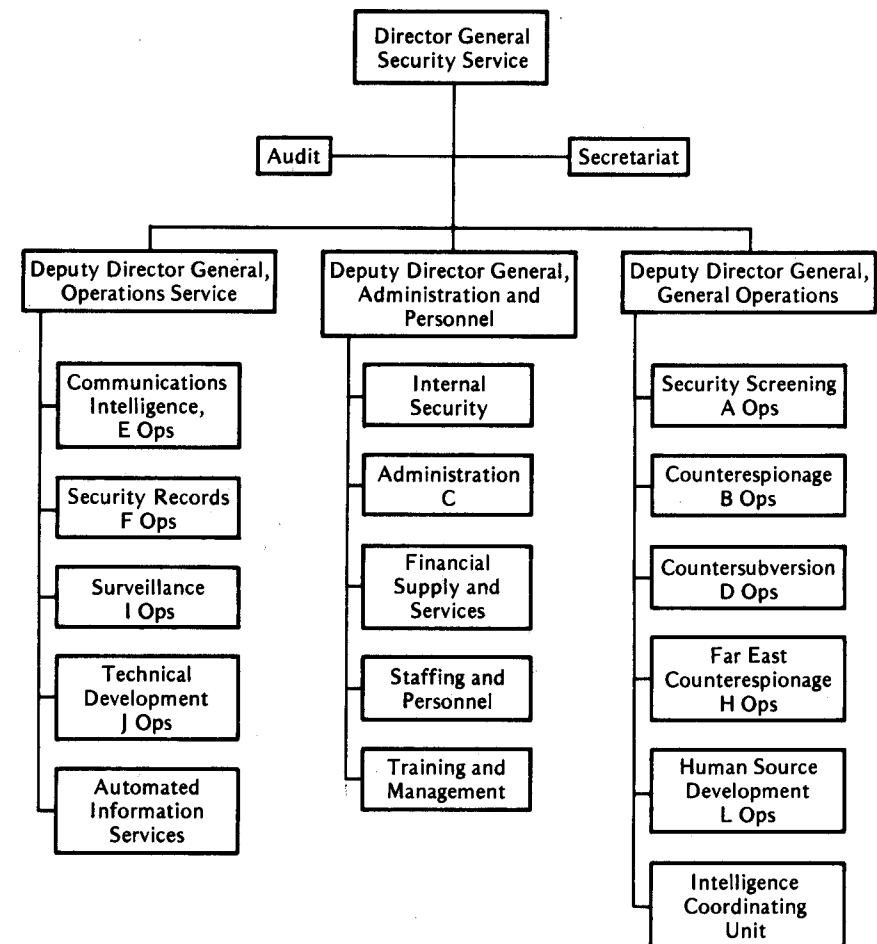 Director General
Security Service
Audit
Secretariat
Deputy Director General,
Operations Service
Communications
Intelligence,
E Ops
Security Records
F Ops
Surveillance
I Ops
Technical
Development
J Ops
Automated
Information
Services
Deputy Director General,
Administration and
Personnel
Internal
Security
Administration
C
Financial
Supply and
Services
Staffing and
Personnel
Training and
Management
Deputy Director General,
General Operations
Security Screening
A Ops
Counterespionage
B Ops
Countersubversion
D Ops
Far East
Counterespionage
H Ops
Human Source
Development
L Ops
Intelligence
Coordinating
Unit